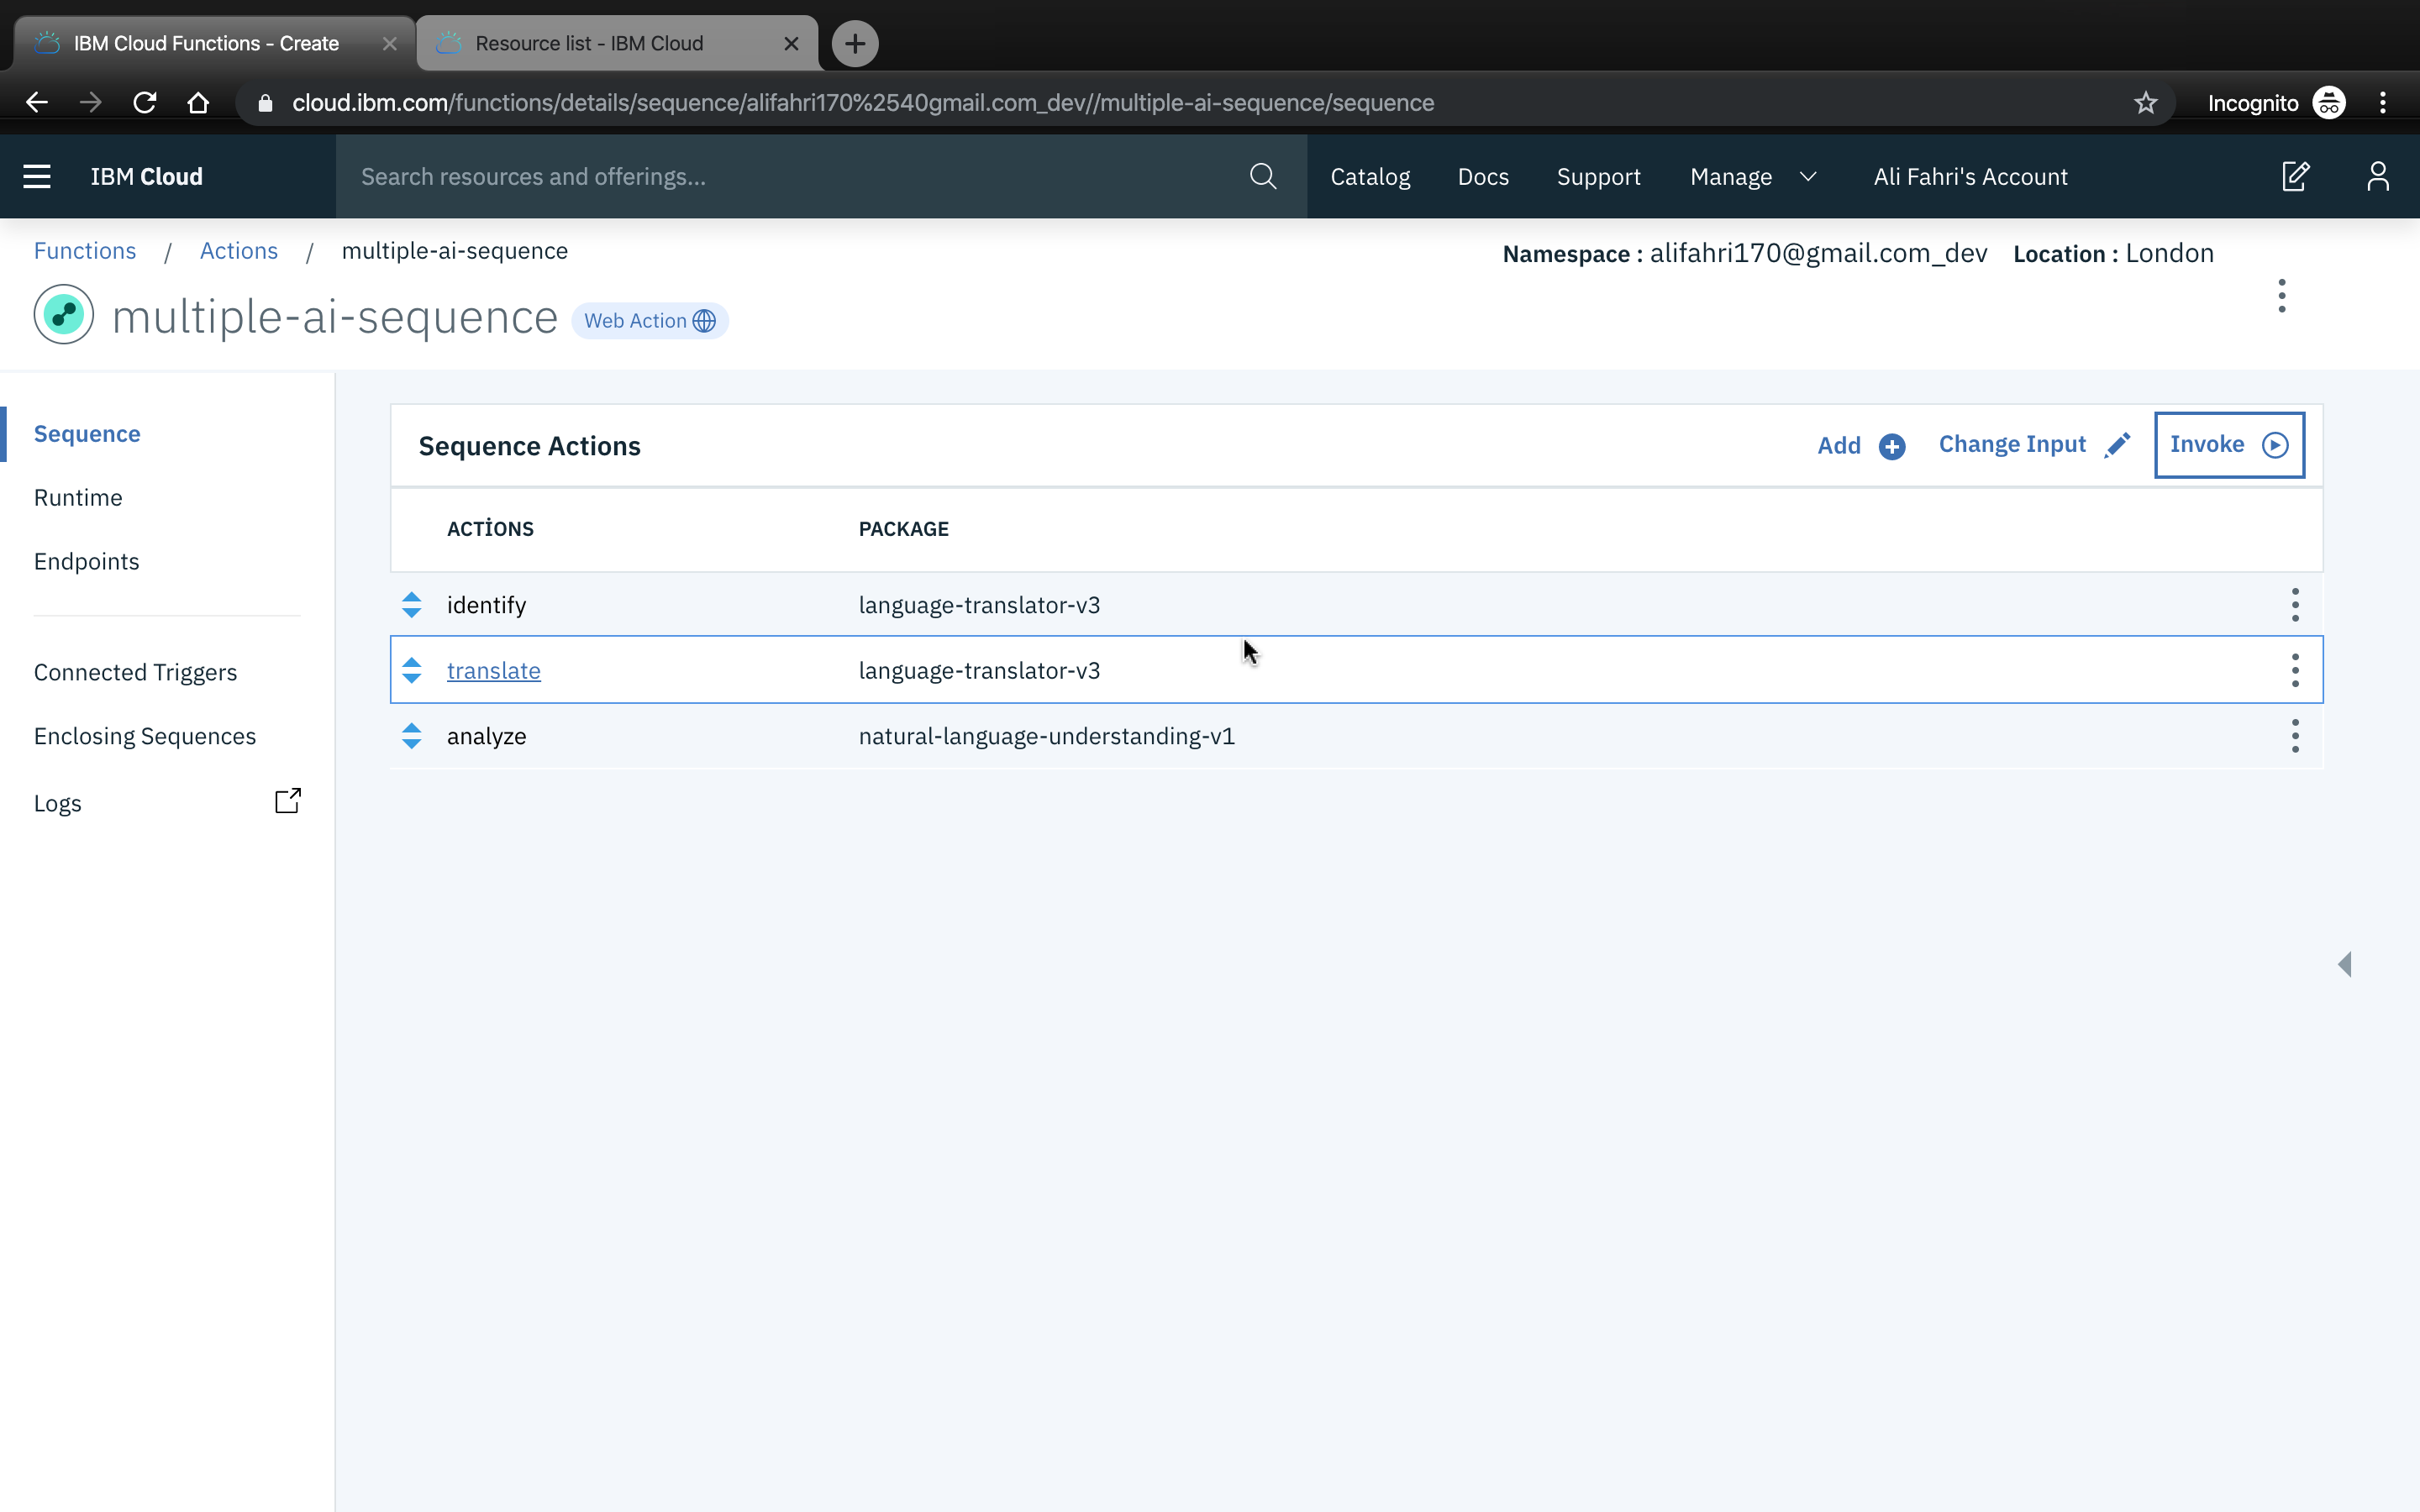 IBM Cloud Functions - Create
Resource list - IBM Cloud
cloud.ibm.com/functions/details/sequence/alifahri170%2540gmail.com_dev//multiple-ai-sequence/sequence
Incognito
IBM Cloud
Search resources and offerings...
Catalog
Docs
Support
Manage
Ali Fahri's Account
Functions / Actions / multiple-ai-sequence
Namespace : alifahri170@gmail.com_dev Location : London
multiple-ai-sequence
Web Action
Sequence
Runtime
Endpoints
Connected Triggers
Enclosing Sequences
Logs
Sequence Actions
Add
Change Input
Invoke
ACTİONS PACKAGE
identify language-translator-v3
translate language-translator-v3
analyze natural-language-understanding-v1